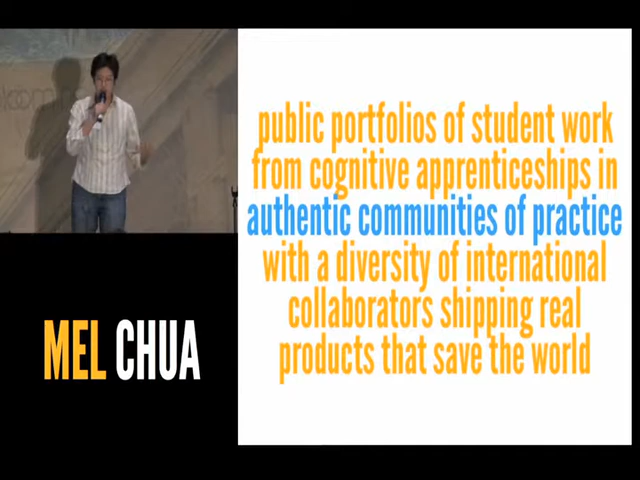 public portfolios of student work
from cognitive apprenticeships in
authentic communities of practice
with a diversity of international
collaborators shipping real
products that save the world
MEL CHUA